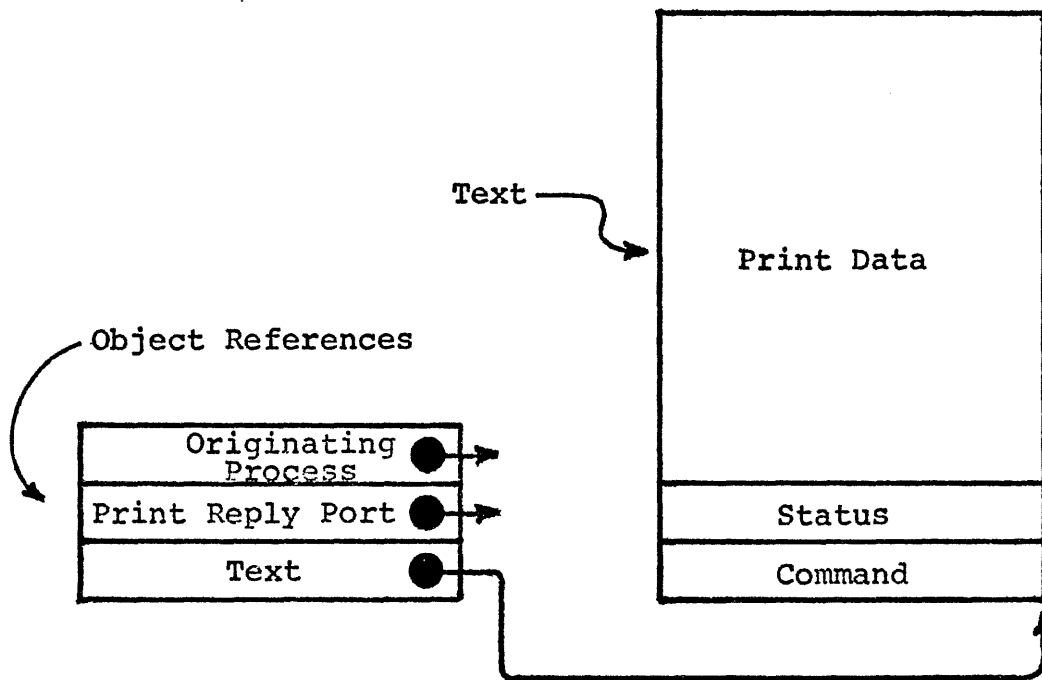 Text
Print Data
Object References
Originating
Process
Print Reply Port
Text
Status
Command